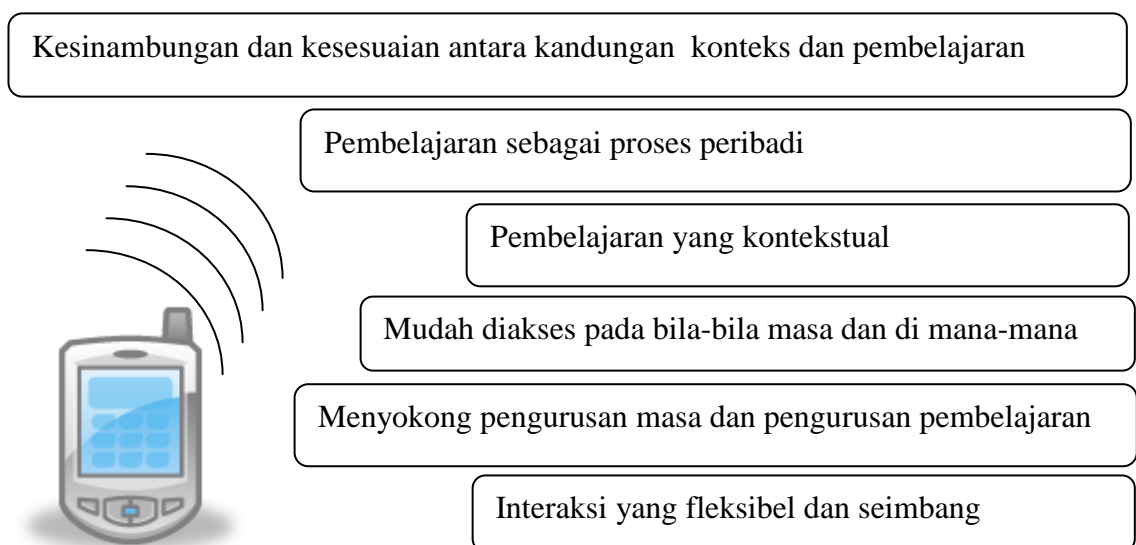 Kesinambungan dan kesesuaian antara kandungan konteks dan pembelajaran
Pembelajaran sebagai proses peribadi
Pembelajaran yang kontekstual
Mudah diakses pada bila-bila masa dan di mana-mana
Menyokong pengurusan masa dan pengurusan pembelajaran
Interaksi yang fleksibel dan seimbang